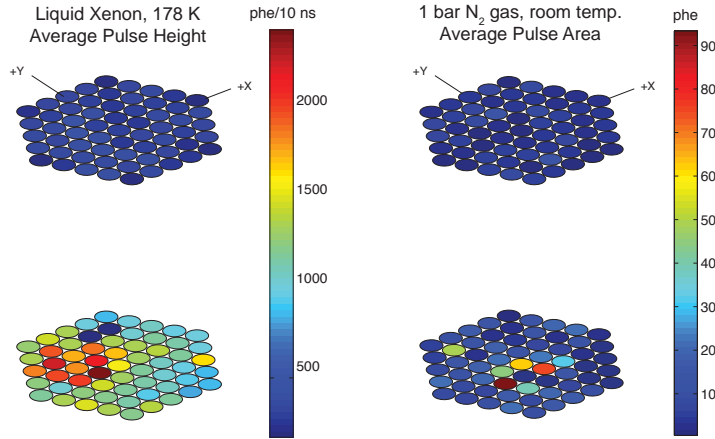 Liquid Xenon, 178 K
Average Pulse Height
phe/10 ns
+Y
+X
2000
1500
1000
500
1 bar N₂ gas, room temp.
Average Pulse Area
phe
+Y
+X
90
80
70
60
50
40
30
20
10